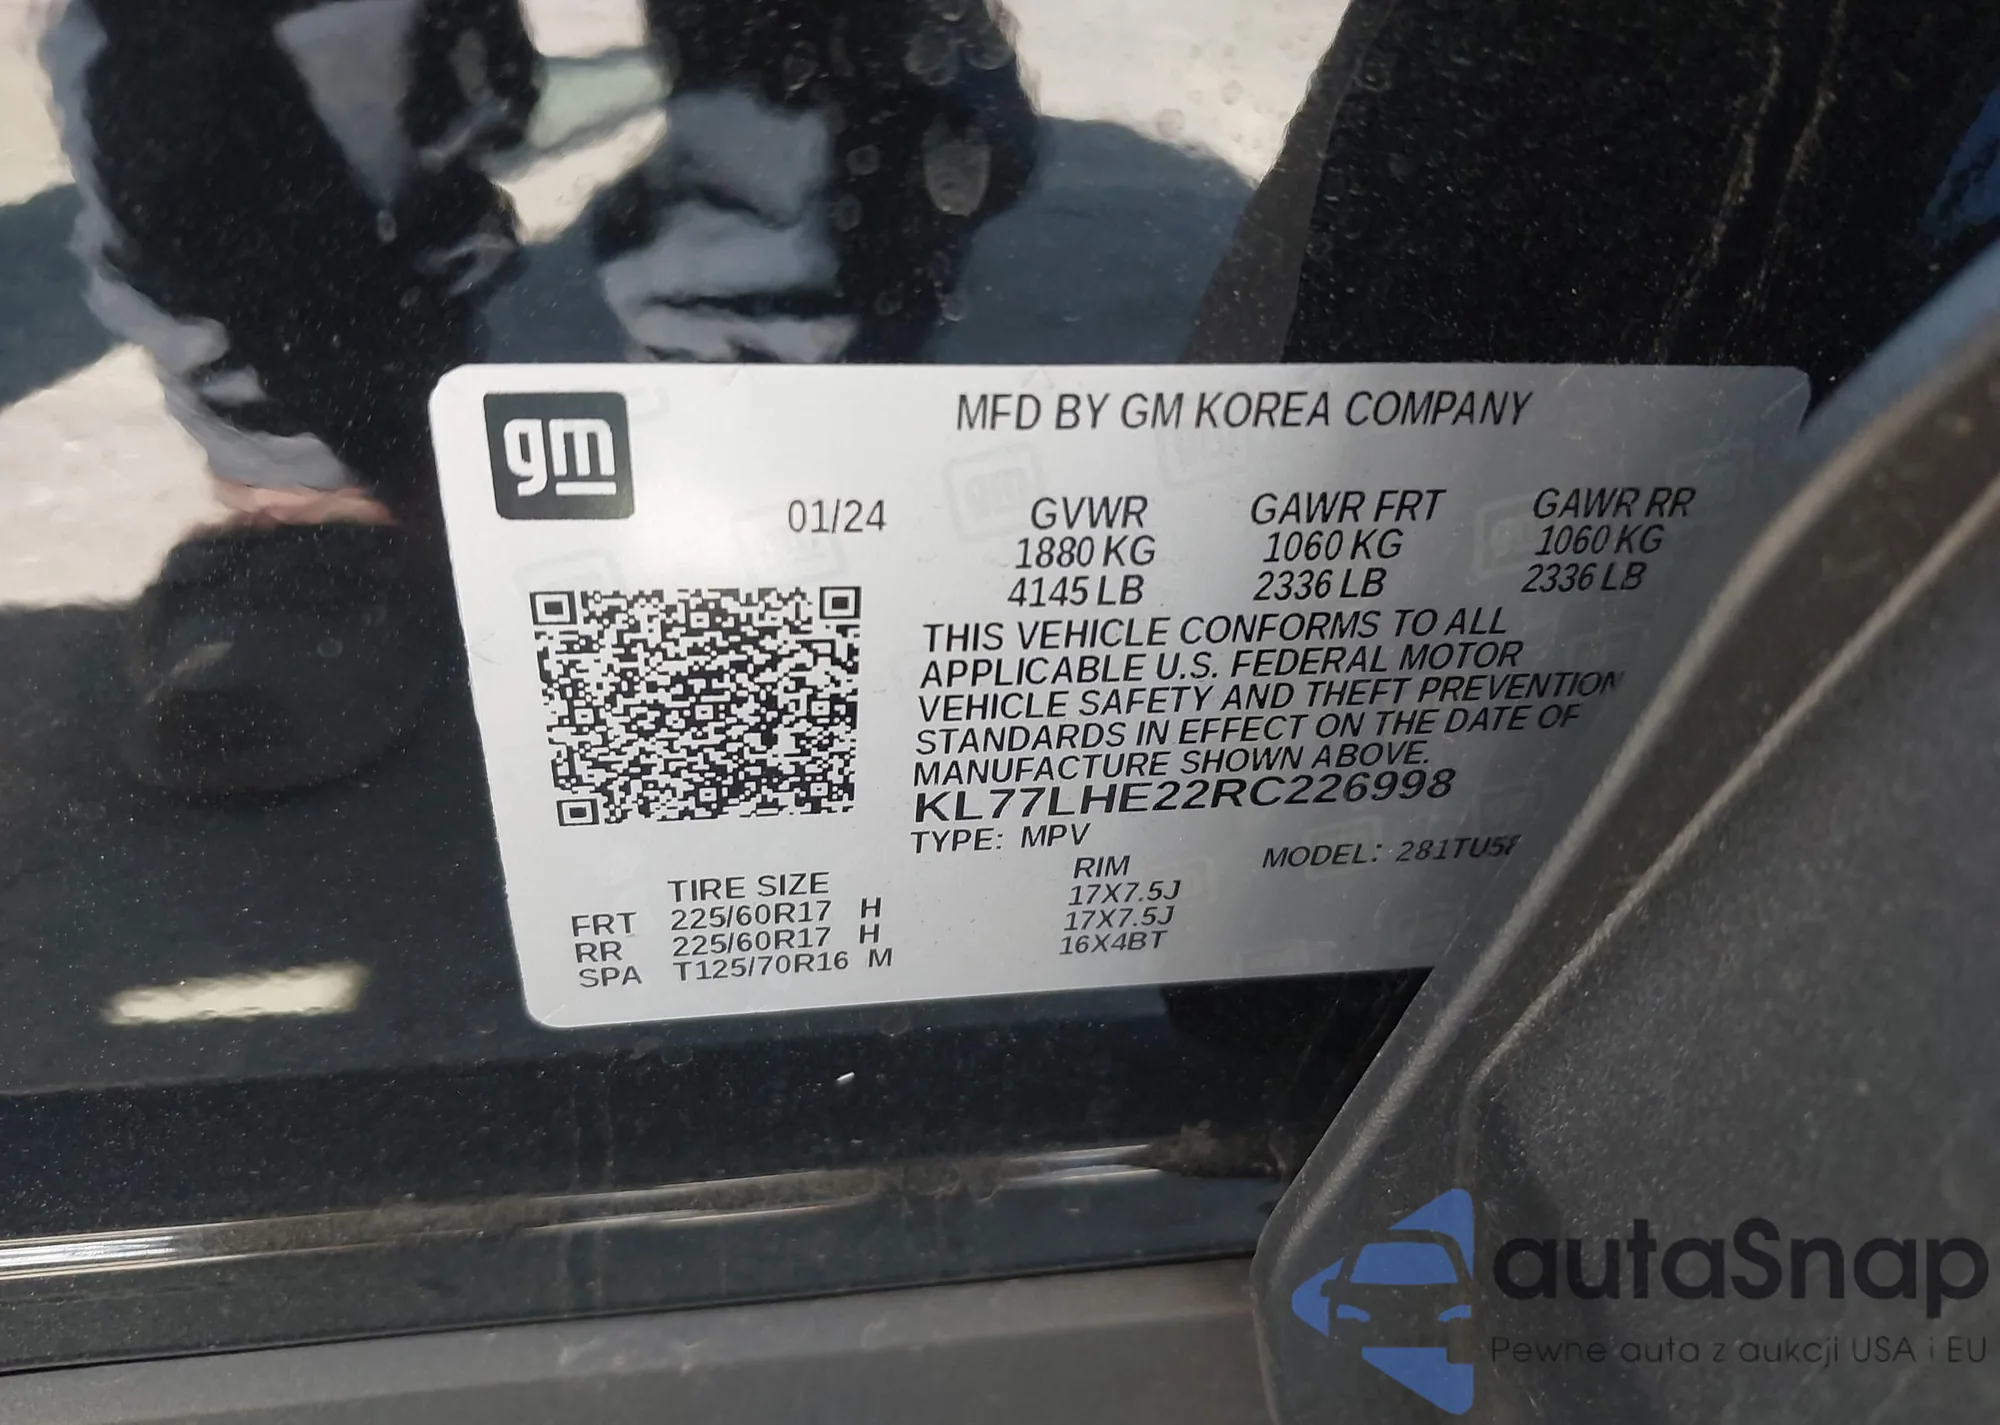 gm
MFD BY GM KOREA COMPANY
01/24
GVWR GAWR FRT GAWR RR
1880 KG 1060 KG 1060 KG
4145 LB 2336 LB 2336 LB
THIS VEHICLE CONFORMS TO ALL
APPLICABLE U.S. FEDERAL MOTOR
VEHICLE SAFETY AND THEFT PREVENTION
STANDARDS IN EFFECT ON THE DATE OF
MANUFACTURE SHOWN ABOVE.
KL77LHE22RC226998
TYPE: MPV MODEL:
TIRE SIZE RIM
FRT 225/60R17 H 17X7.5J
RR 225/60R17 H 17X7.5J
SPA T125/70R16 M 16X4BT
autaSnap
Pewne auta z aukcji USA i EU